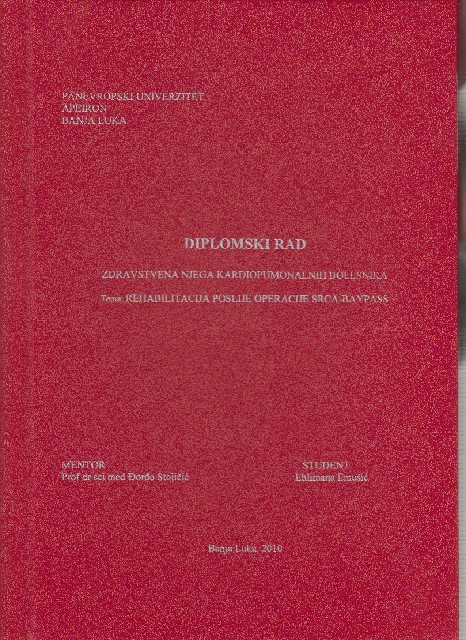 PANEVROPSKI UNIVERZITET
APEIRON
BANJA LUKA
DIPLOMSKI RAD
ZDRAVSTVENA NJEGA KARDIOPUMONALNIH BOLESNIKA
Tema: REHABILITACIJA POSLIJE OPERACIJE SRCA-BAYPASS
MENTOR
STUDENT
Prof dr sci med Đorđo Stojičić
Ehlimana
Banja Luka, 2010